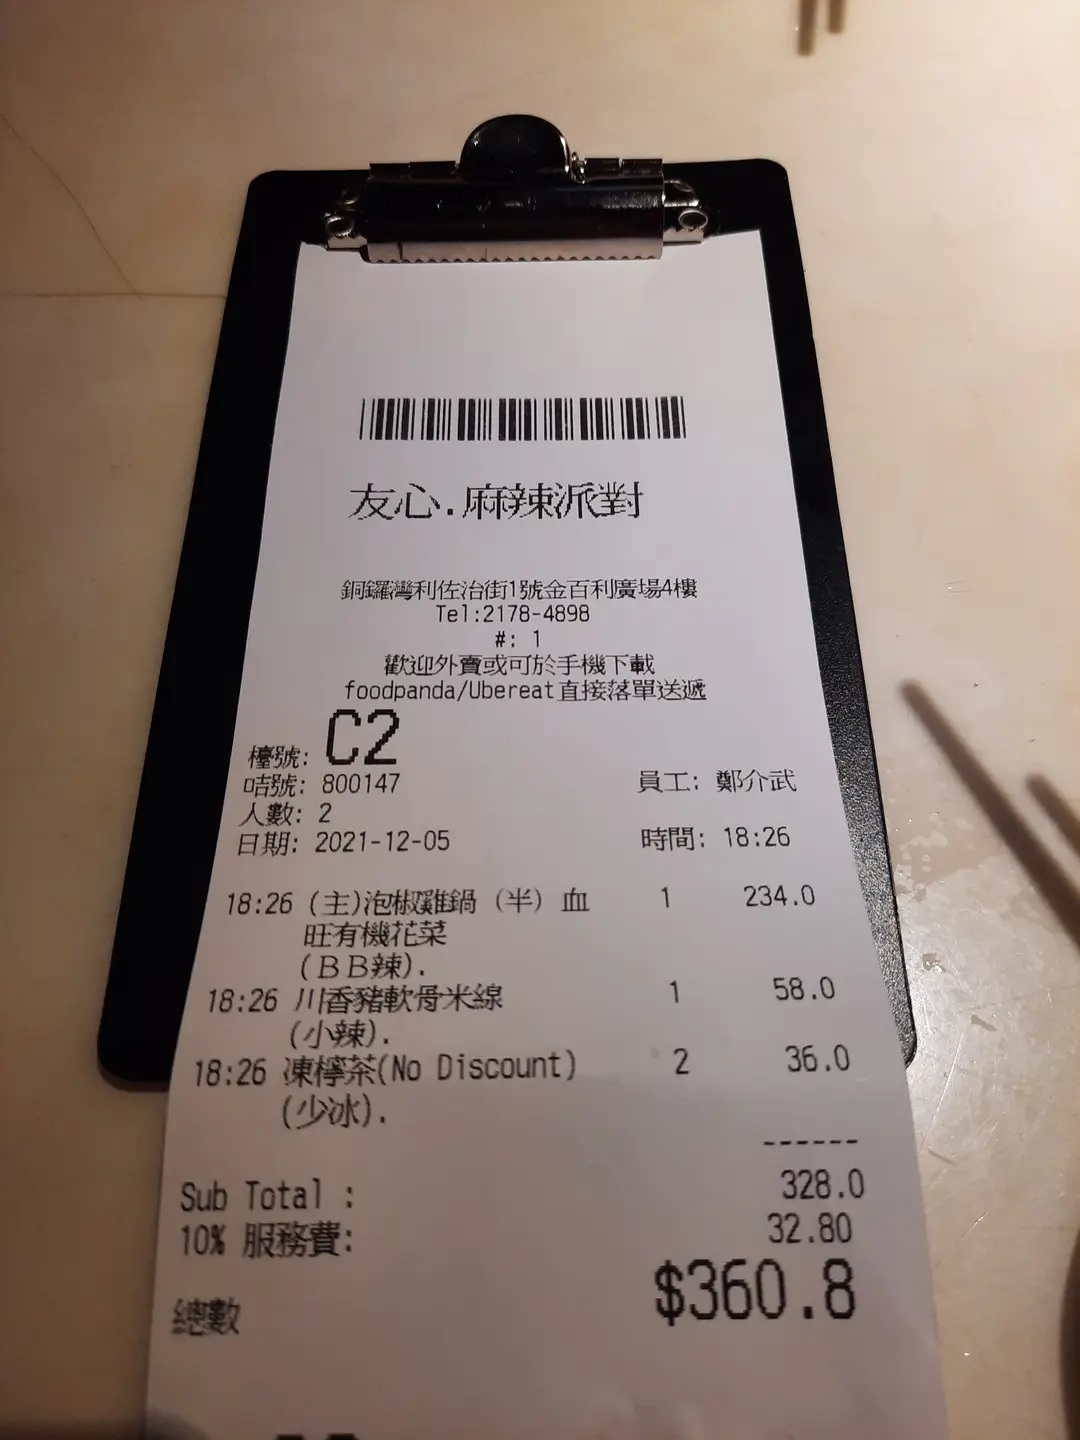 友心.麻辣派對
銅鑼灣利佐治街1號金百利廣場4樓
Tel:2178-4898
#: 1
歡迎外賣或可於手機下載
foodpanda/Ubereat直接落單送遞
檯號: C2
咭號: 800147 員工: 鄭介武
人數: 2
日期: 2021-12-05 時間: 18:26
18:26 (主)泡椒雞鍋 (半) 血 1 234.0
旺有機花菜
(ＢＢ辣).
18:26 川香豬軟骨米線 1 58.0
(小辣).
18:26 凍檸茶(No Discount) 2 36.0
(少冰).
------
Sub Total : 328.0
10% 服務費: 32.80
總數 $360.8